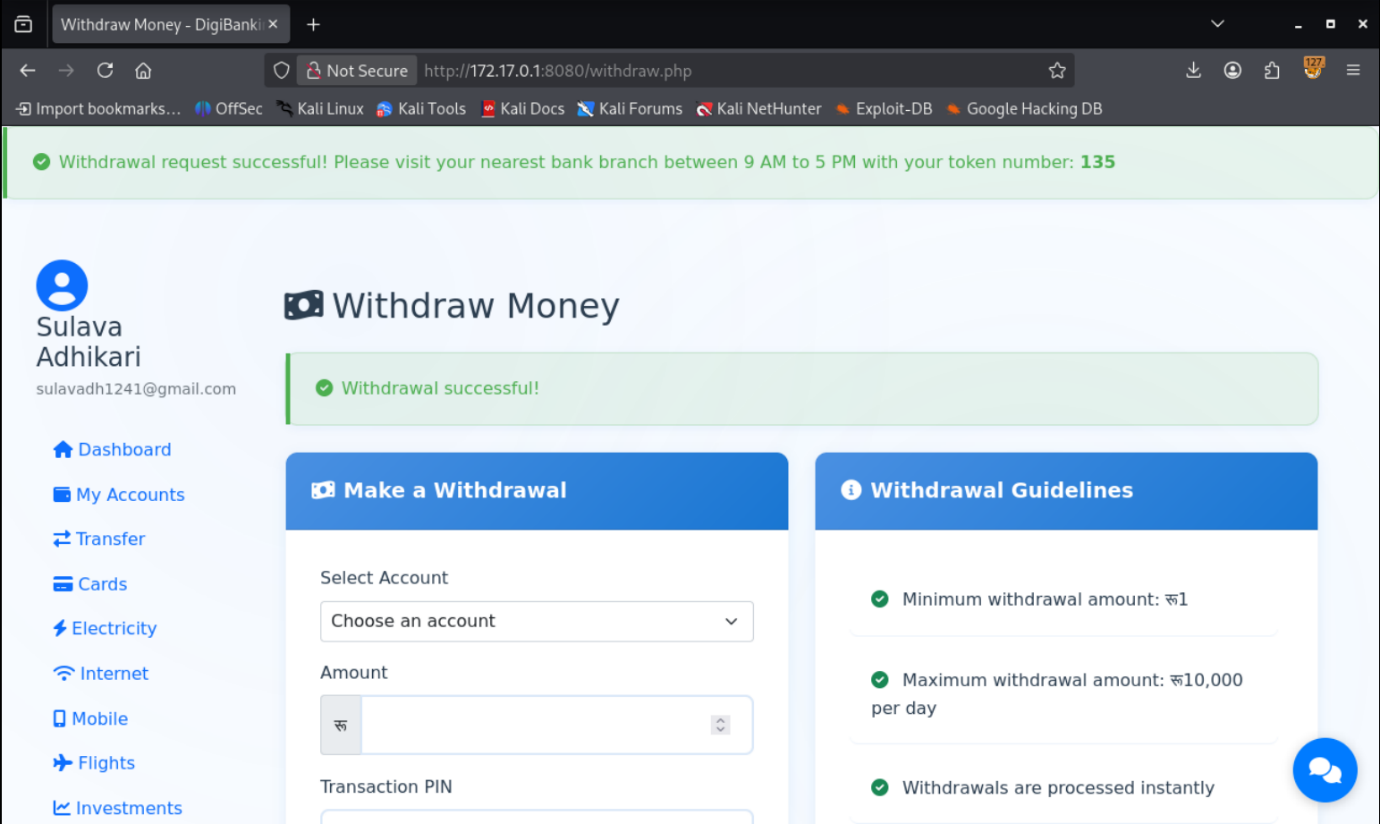 Withdraw Money - DigiBanki
Not Secure http://172.17.0.1:8080/withdraw.php
127
Import bookmarks... OffSec Kali Linux Kali Tools Kali Docs Kali Forums Kali NetHunter Exploit-DB Google Hacking DB
Withdrawal request successful! Please visit your nearest bank branch between 9 AM to 5 PM with your token number: 135
Sulava
Adhikari
sulavadh1241@gmail.com
Dashboard
My Accounts
Transfer
Cards
Electricity
Internet
Mobile
Flights
Investments
Withdraw Money
Withdrawal successful!
Make a Withdrawal
Select Account
Choose an account
Amount
रू
Transaction PIN
Withdrawal Guidelines
Minimum withdrawal amount: रू1
Maximum withdrawal amount: रू10,000
per day
Withdrawals are processed instantly